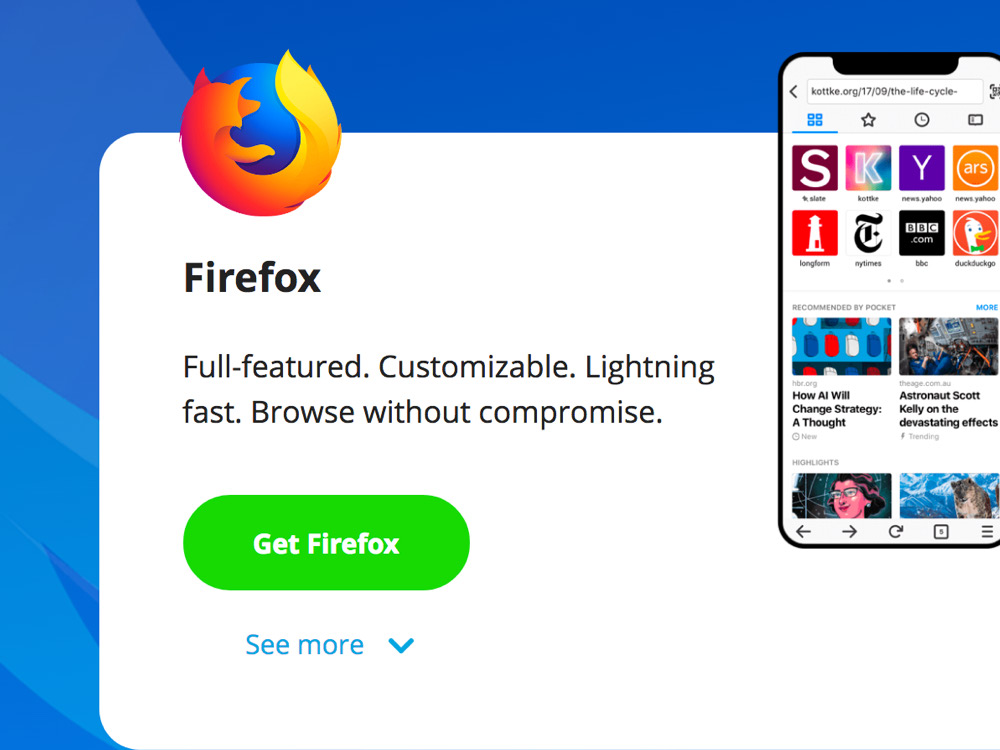 Firefox
Full-featured. Customizable. Lightning
fast. Browse without compromise.
Get Firefox
See more
kottke.org/17/09/the-life-cycle-
S
K
Y
ars
slate
kottke
news.yahoo
news.yahoo
T
BBC
.com
longform
nytimes
bbc
duckduckgo
RECOMMENDED BY POCKET
MORE
hbr.org
How AI Will
Change Strategy:
A Thought
New
theage.com.au
Astronaut Scott
Kelly on the
devastating effects
Trending
HIGHLIGHTS
5